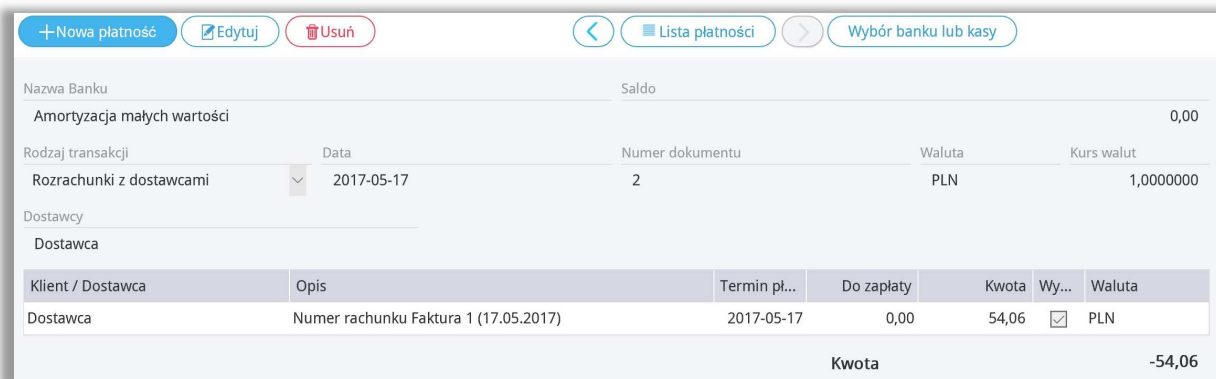 Nowa płatność Edytuj Usuń Lista płatności Wybór banku lub kasy
Nazwa Banku Saldo
Amortyzacja małych wartości 0,00
Rodzaj transakcji Data Numer dokumentu Waluta Kurs walut
Rozrachunki z dostawcami 2017-05-17 2 PLN 1,0000000
Dostawcy
Dostawca
Klient / Dostawca Opis Termin pł... Do zapłaty Kwota Wy... Waluta
Dostawca Numer rachunku Faktura 1 (17.05.2017) 2017-05-17 0,00 54,06 PLN
Kwota -54,06